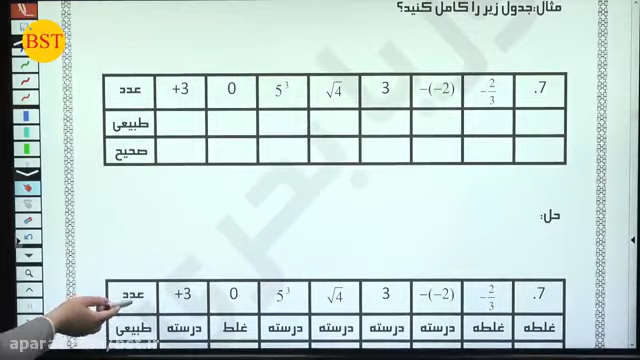 BST
مثال:جدول زیر را کامل کنید؟
عدد +3 0 5³ √4 3 −(−2) −2/3 .7
طبیعی
صحیح
حل:
عدد +3 0 5³ √4 3 −(−2) −2/3 .7
طبیعی درسته غلط درسته درسته درسته درسته غلطه غلطه